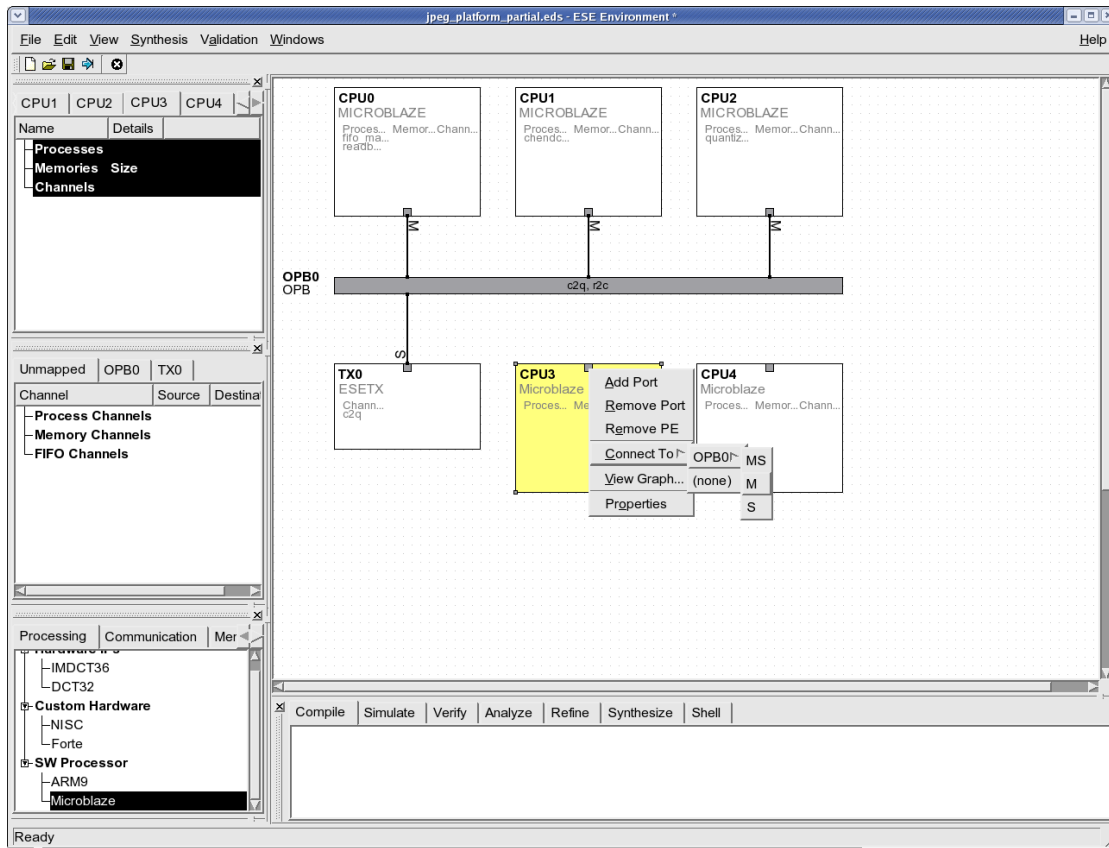 jpeg_platform_partial.eds - ESE Environment *
File Edit View Synthesis Validation Windows Help
CPU1 CPU2 CPU3 CPU4
Name Details
Processes
Memories Size
Channels
Unmapped OPB0 TX0
Channel Source Destina
Process Channels
Memory Channels
FIFO Channels
Processing Communication Mer
IMDCT36
DCT32
Custom Hardware
NISC
Forte
SW Processor
ARM9
Microblaze
CPU0
MICROBLAZE
Proces... Memor... Chann...
fifo_ma...
readb...
M
CPU1
MICROBLAZE
Proces... Memor... Chann...
chendc...
M
CPU2
MICROBLAZE
Proces... Memor... Chann...
quantiz...
M
OPB0
OPB
c2q, r2c
S
TX0
ESETX
Chann...
c2q
CPU3
Microblaze
Proces... Me
CPU4
Microblaze
Proces... Memor... Chann...
Add Port
Remove Port
Remove PE
Connect To
View Graph...
Properties
OPB0
(none)
MS
M
S
Compile Simulate Verify Analyze Refine Synthesize Shell
Ready